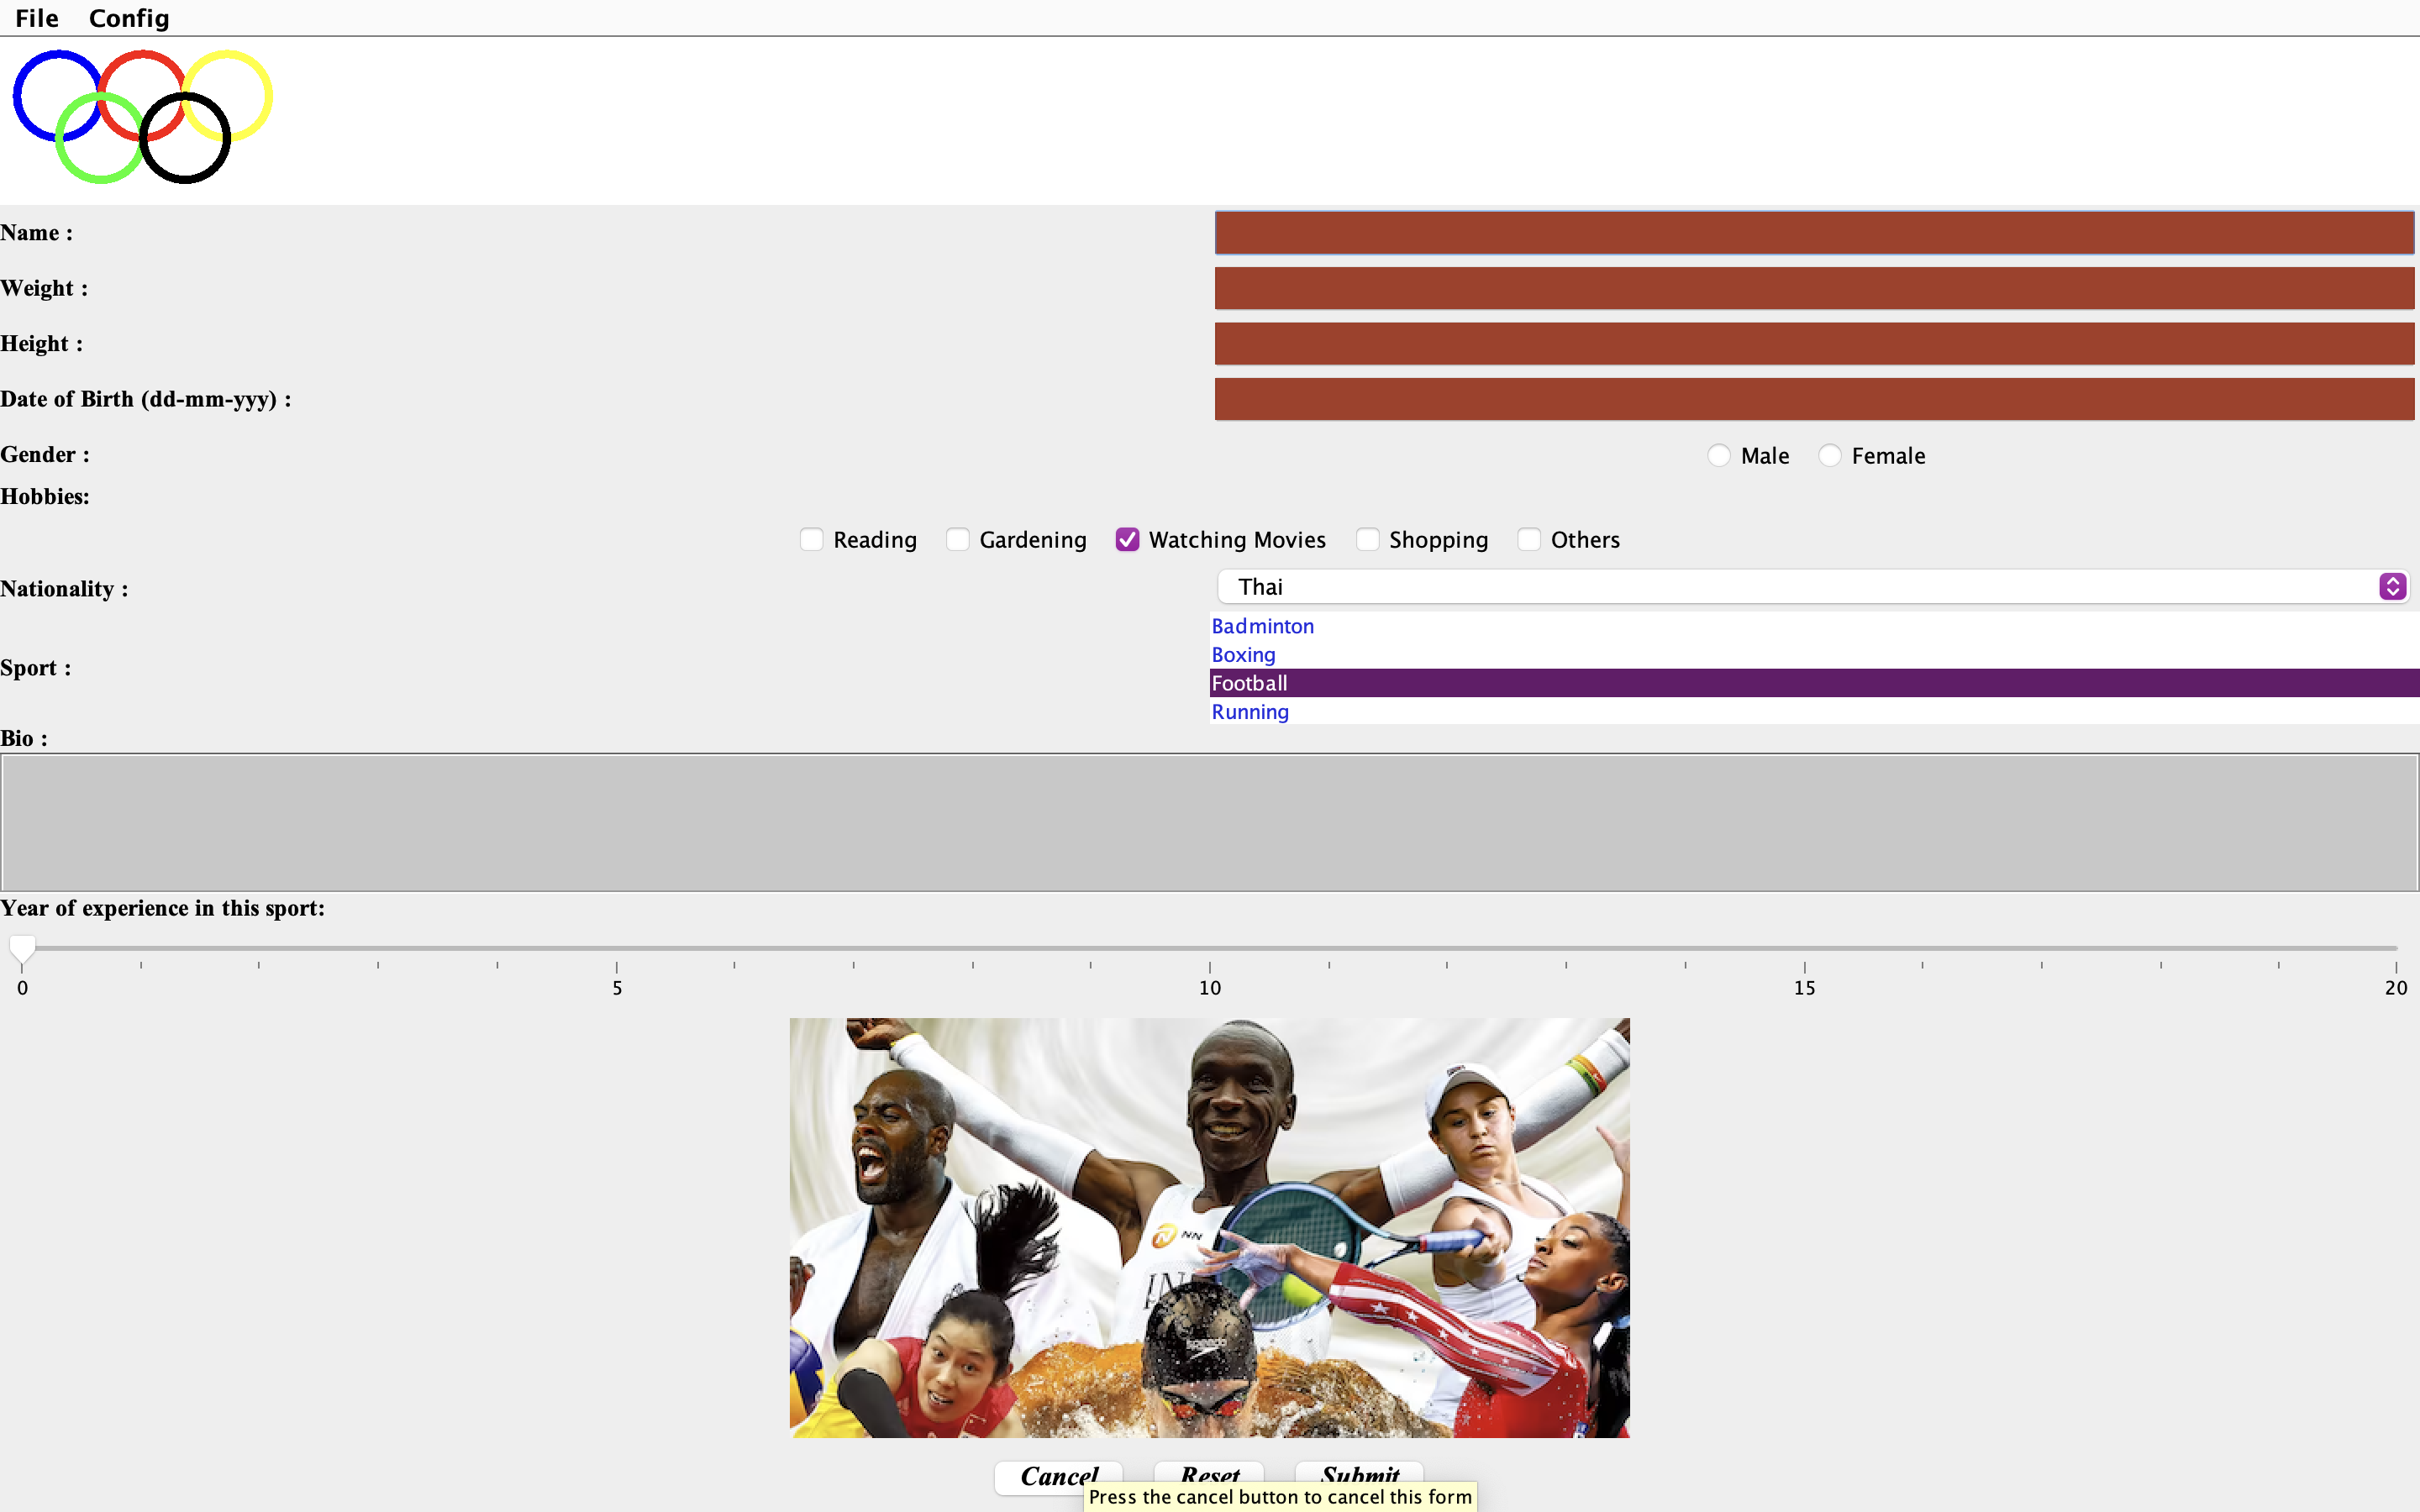 File Config
Name :
Weight :
Height :
Date of Birth (dd-mm-yyy) :
Gender : Male Female
Hobbies:
Reading Gardening Watching Movies Shopping Others
Nationality : Thai
Badminton
Boxing
Sport :
Football
Running
Bio :
Year of experience in this sport:
0 5 10 15 20
NN
speedo
Cancel Reset Submit
Press the cancel button to cancel this form